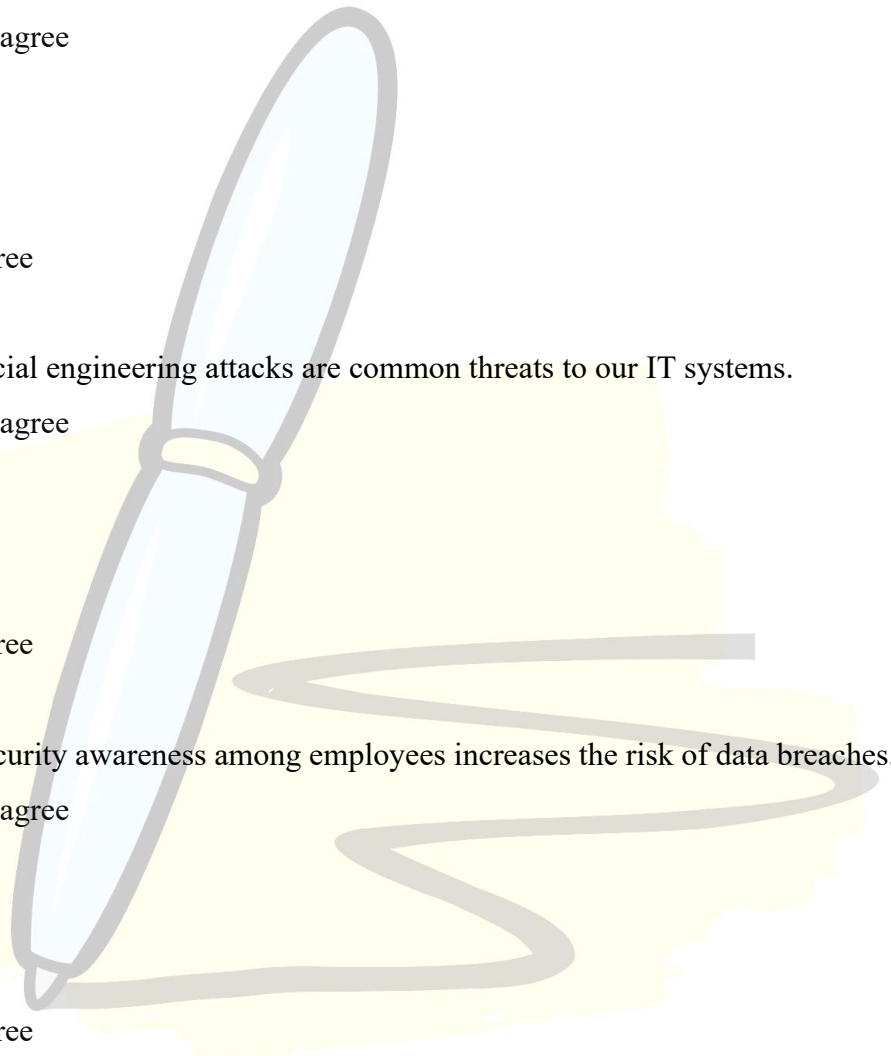 agree
ree
cial engineering attacks are common threats to our IT systems.
agree
ree
curity awareness among employees increases the risk of data breaches.
agree
ree